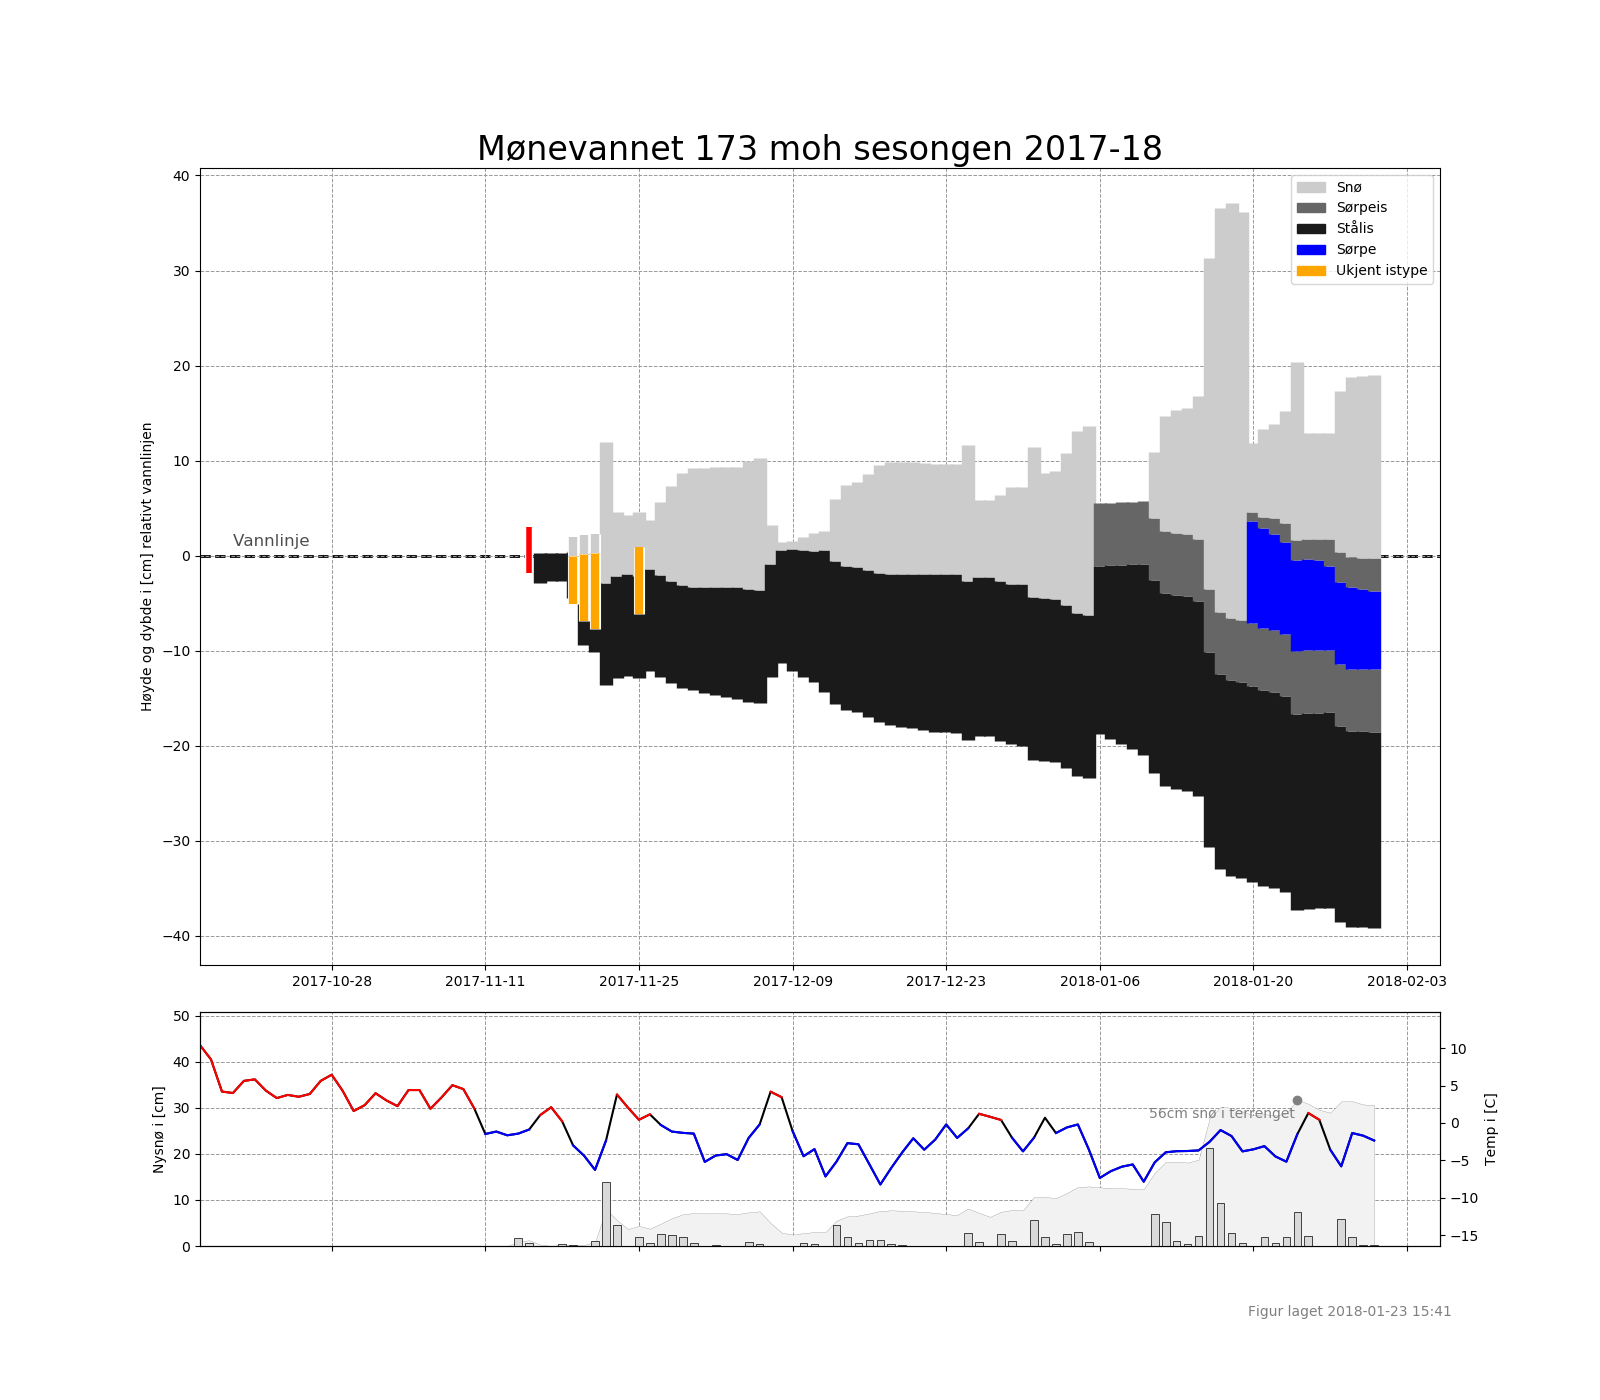 Mønevannet 173 moh sesongen 2017-18
Høyde og dybde i [cm] relativt vannlinjen
40
30
20
10
0
−10
−20
−30
−40
Vannlinje
Snø
Sørpeis
Stålis
Sørpe
Ukjent istype
2017-10-28 2017-11-11 2017-11-25 2017-12-09 2017-12-23 2018-01-06 2018-01-20 2018-02-03
Nysnø i [cm]
50
40
30
20
10
0
56cm snø i terrenget
10
5
0
−5
−10
−15
Temp i [C]
Figur laget 2018-01-23 15:41